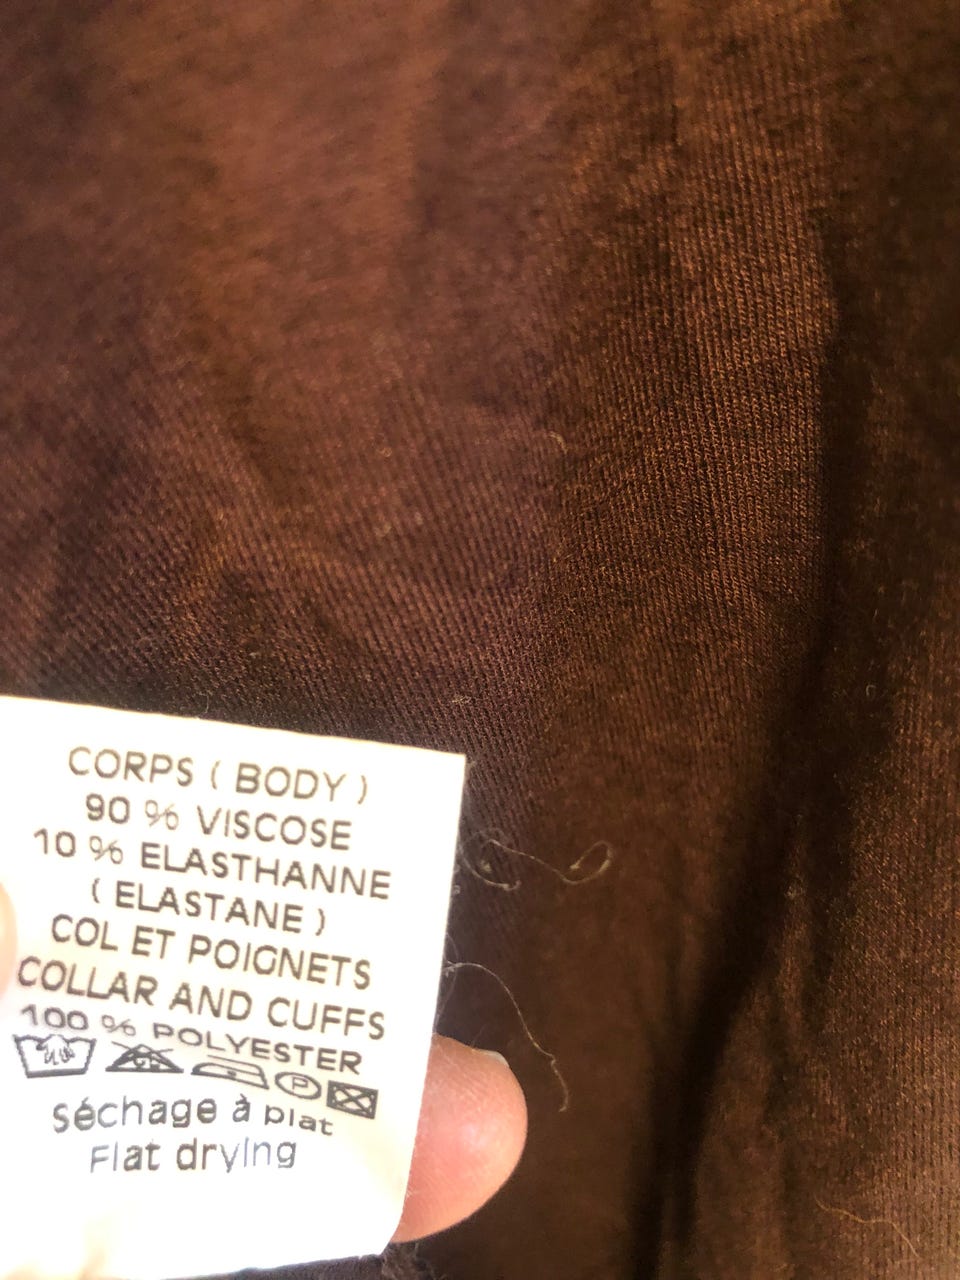 CORPS ( BODY )
90 % VISCOSE
10 % ELASTHANNE
( ELASTANE )
COL ET POIGNETS
COLLAR AND CUFFS
100 % POLYESTER
P
Séchage à plat
Flat drying